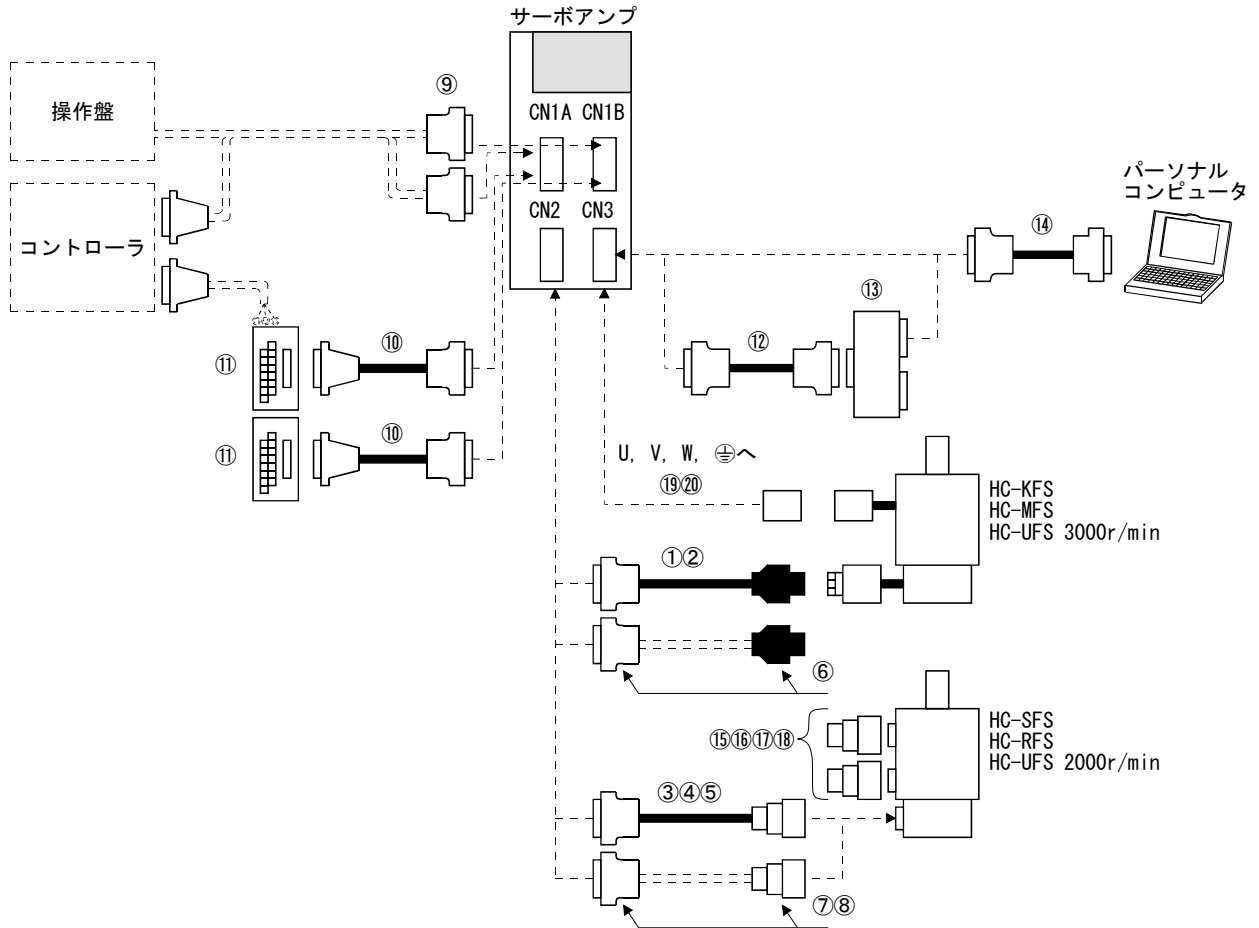 サーボアンプ
操作盤
⑨
CN1A CN1B
コントローラ
CN2 CN3
パーソナル
コンピュータ
⑭
⑬
⑫
⑩
⑪
⑩
⑪
U, V, W, ⏚へ
⑲⑳
HC-KFS
HC-MFS
HC-UFS 3000r/min
①②
⑥
HC-SFS
HC-RFS
HC-UFS 2000r/min
⑮⑯⑰⑱
③④⑤
⑦⑧